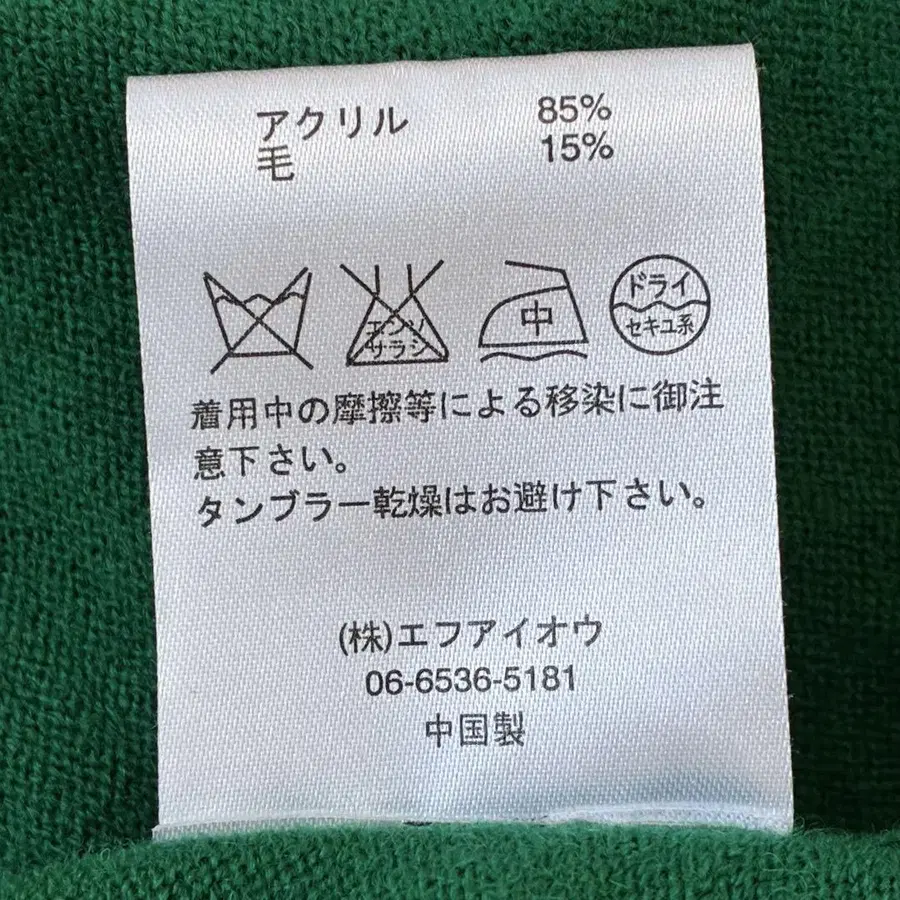 アクリル 85%
毛 15%
エンソ
サラシ
中
ドライ
セキユ系
着用中の摩擦等による移染に御注
意下さい。
タンブラー乾燥はお避け下さい。
(株)エフアイオウ
06-6536-5181
中国製